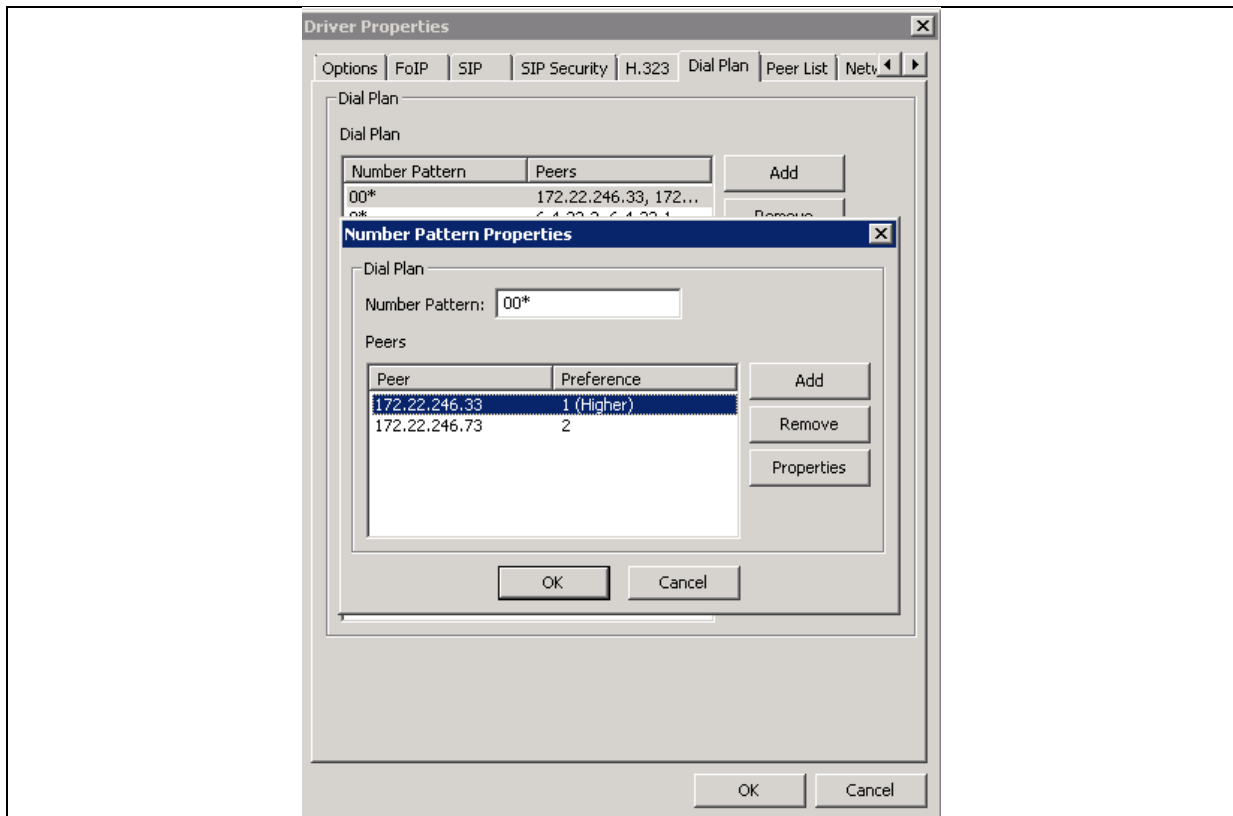 Driver Properties
Options FoIP SIP SIP Security H.323 Dial Plan Peer List
Dial Plan
Dial Plan
Number Pattern Peers
Add
00* 172.22.246.33, 172...
Remove
Number Pattern Properties
Dial Plan
Number Pattern: 00*
Peers
Peer Preference
Add
172.22.246.33 1 (Higher)
172.22.246.73 2
Remove
Properties
OK Cancel
OK Cancel